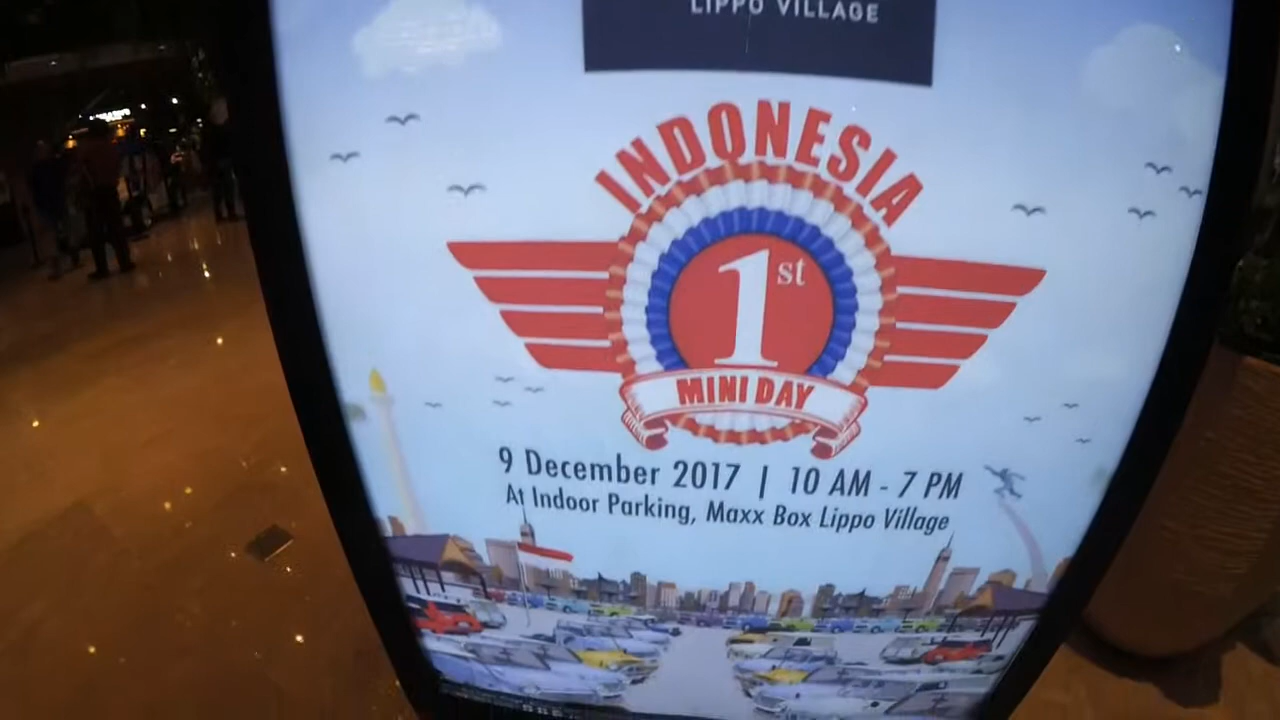 LIPPO VILLAGE
INDONESIA
1st
MINI DAY
9 December 2017 | 10 AM - 7 PM
At Indoor Parking, Maxx Box Lippo Village